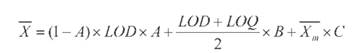 X̅ = (1 − A) × LOD × A + (LOD + LOQ)/2 × B + X̅ₘ × C